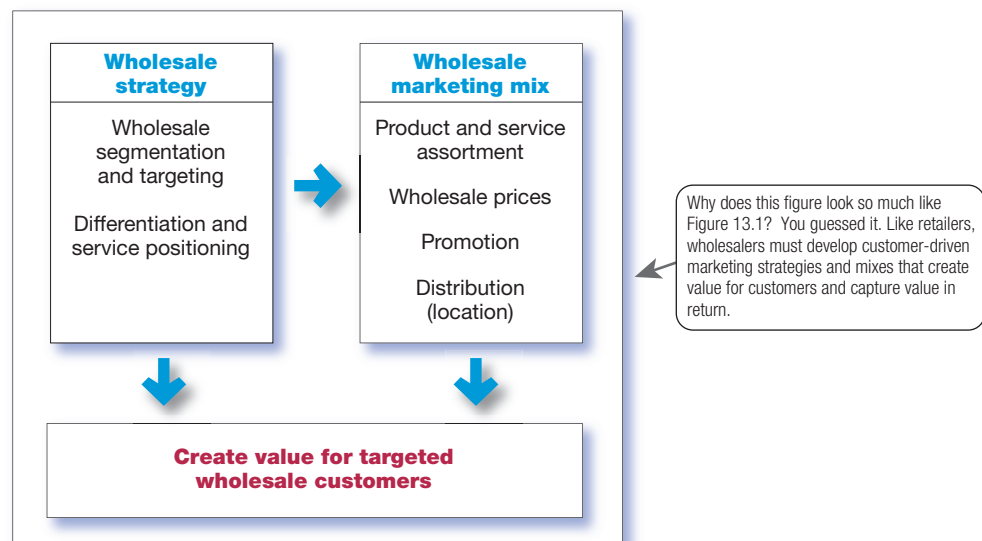 Wholesale
strategy
Wholesale
segmentation
and targeting
Differentiation and
service positioning
Wholesale
marketing mix
Product and service
assortment
Wholesale prices
Promotion
Distribution
(location)
Create value for targeted
wholesale customers
Why does this figure look so much like
Figure 13.1? You guessed it. Like retailers,
wholesalers must develop customer-driven
marketing strategies and mixes that create
value for customers and capture value in
return.